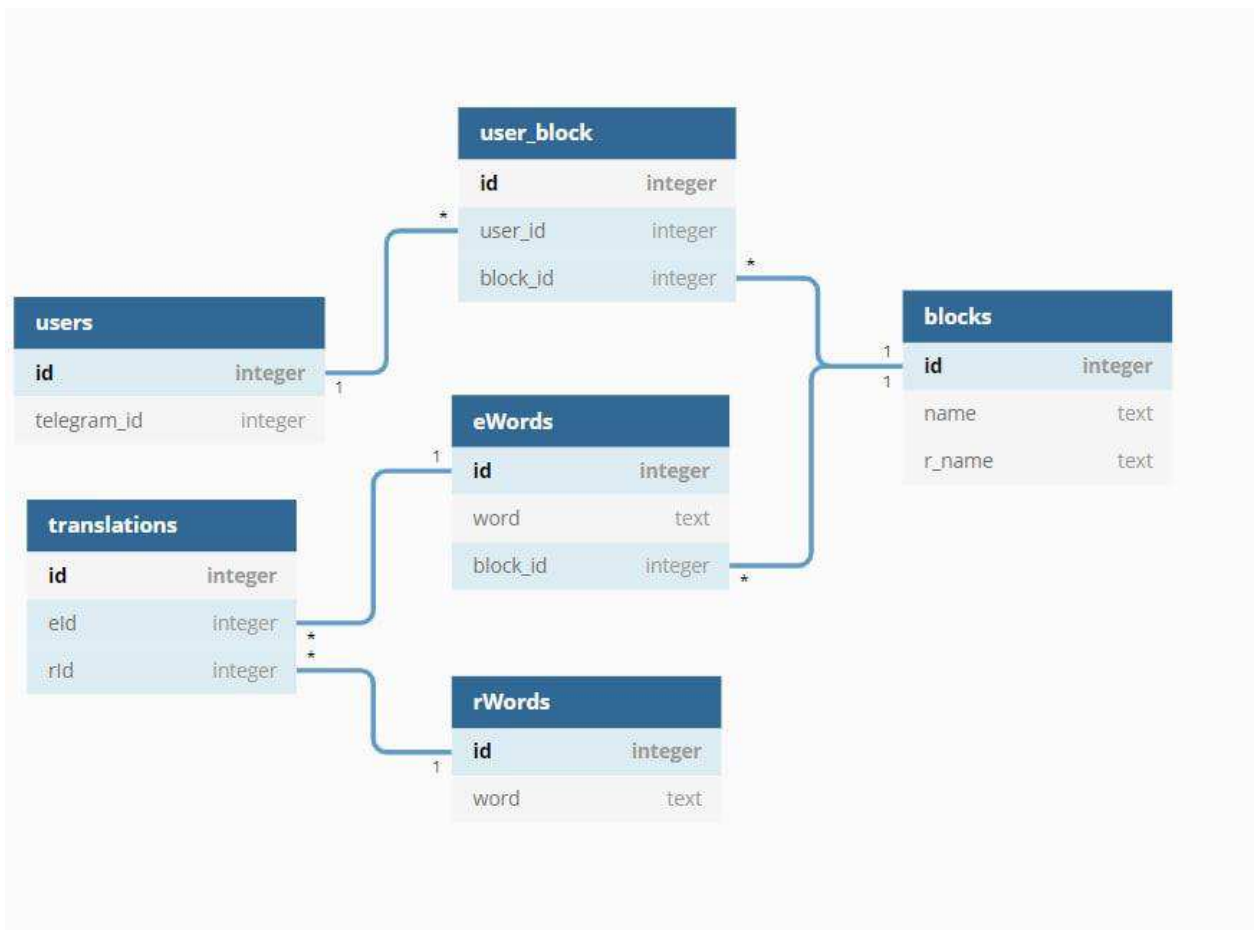 user_block
id integer
* user_id integer
block_id integer *
users
id integer
1
telegram_id integer
blocks
1 id integer
1
name text
r_name text
eWords
1 id integer
word text
block_id integer
*
translations
id integer
eId integer
*
rId integer *
rWords
id integer
1
word text